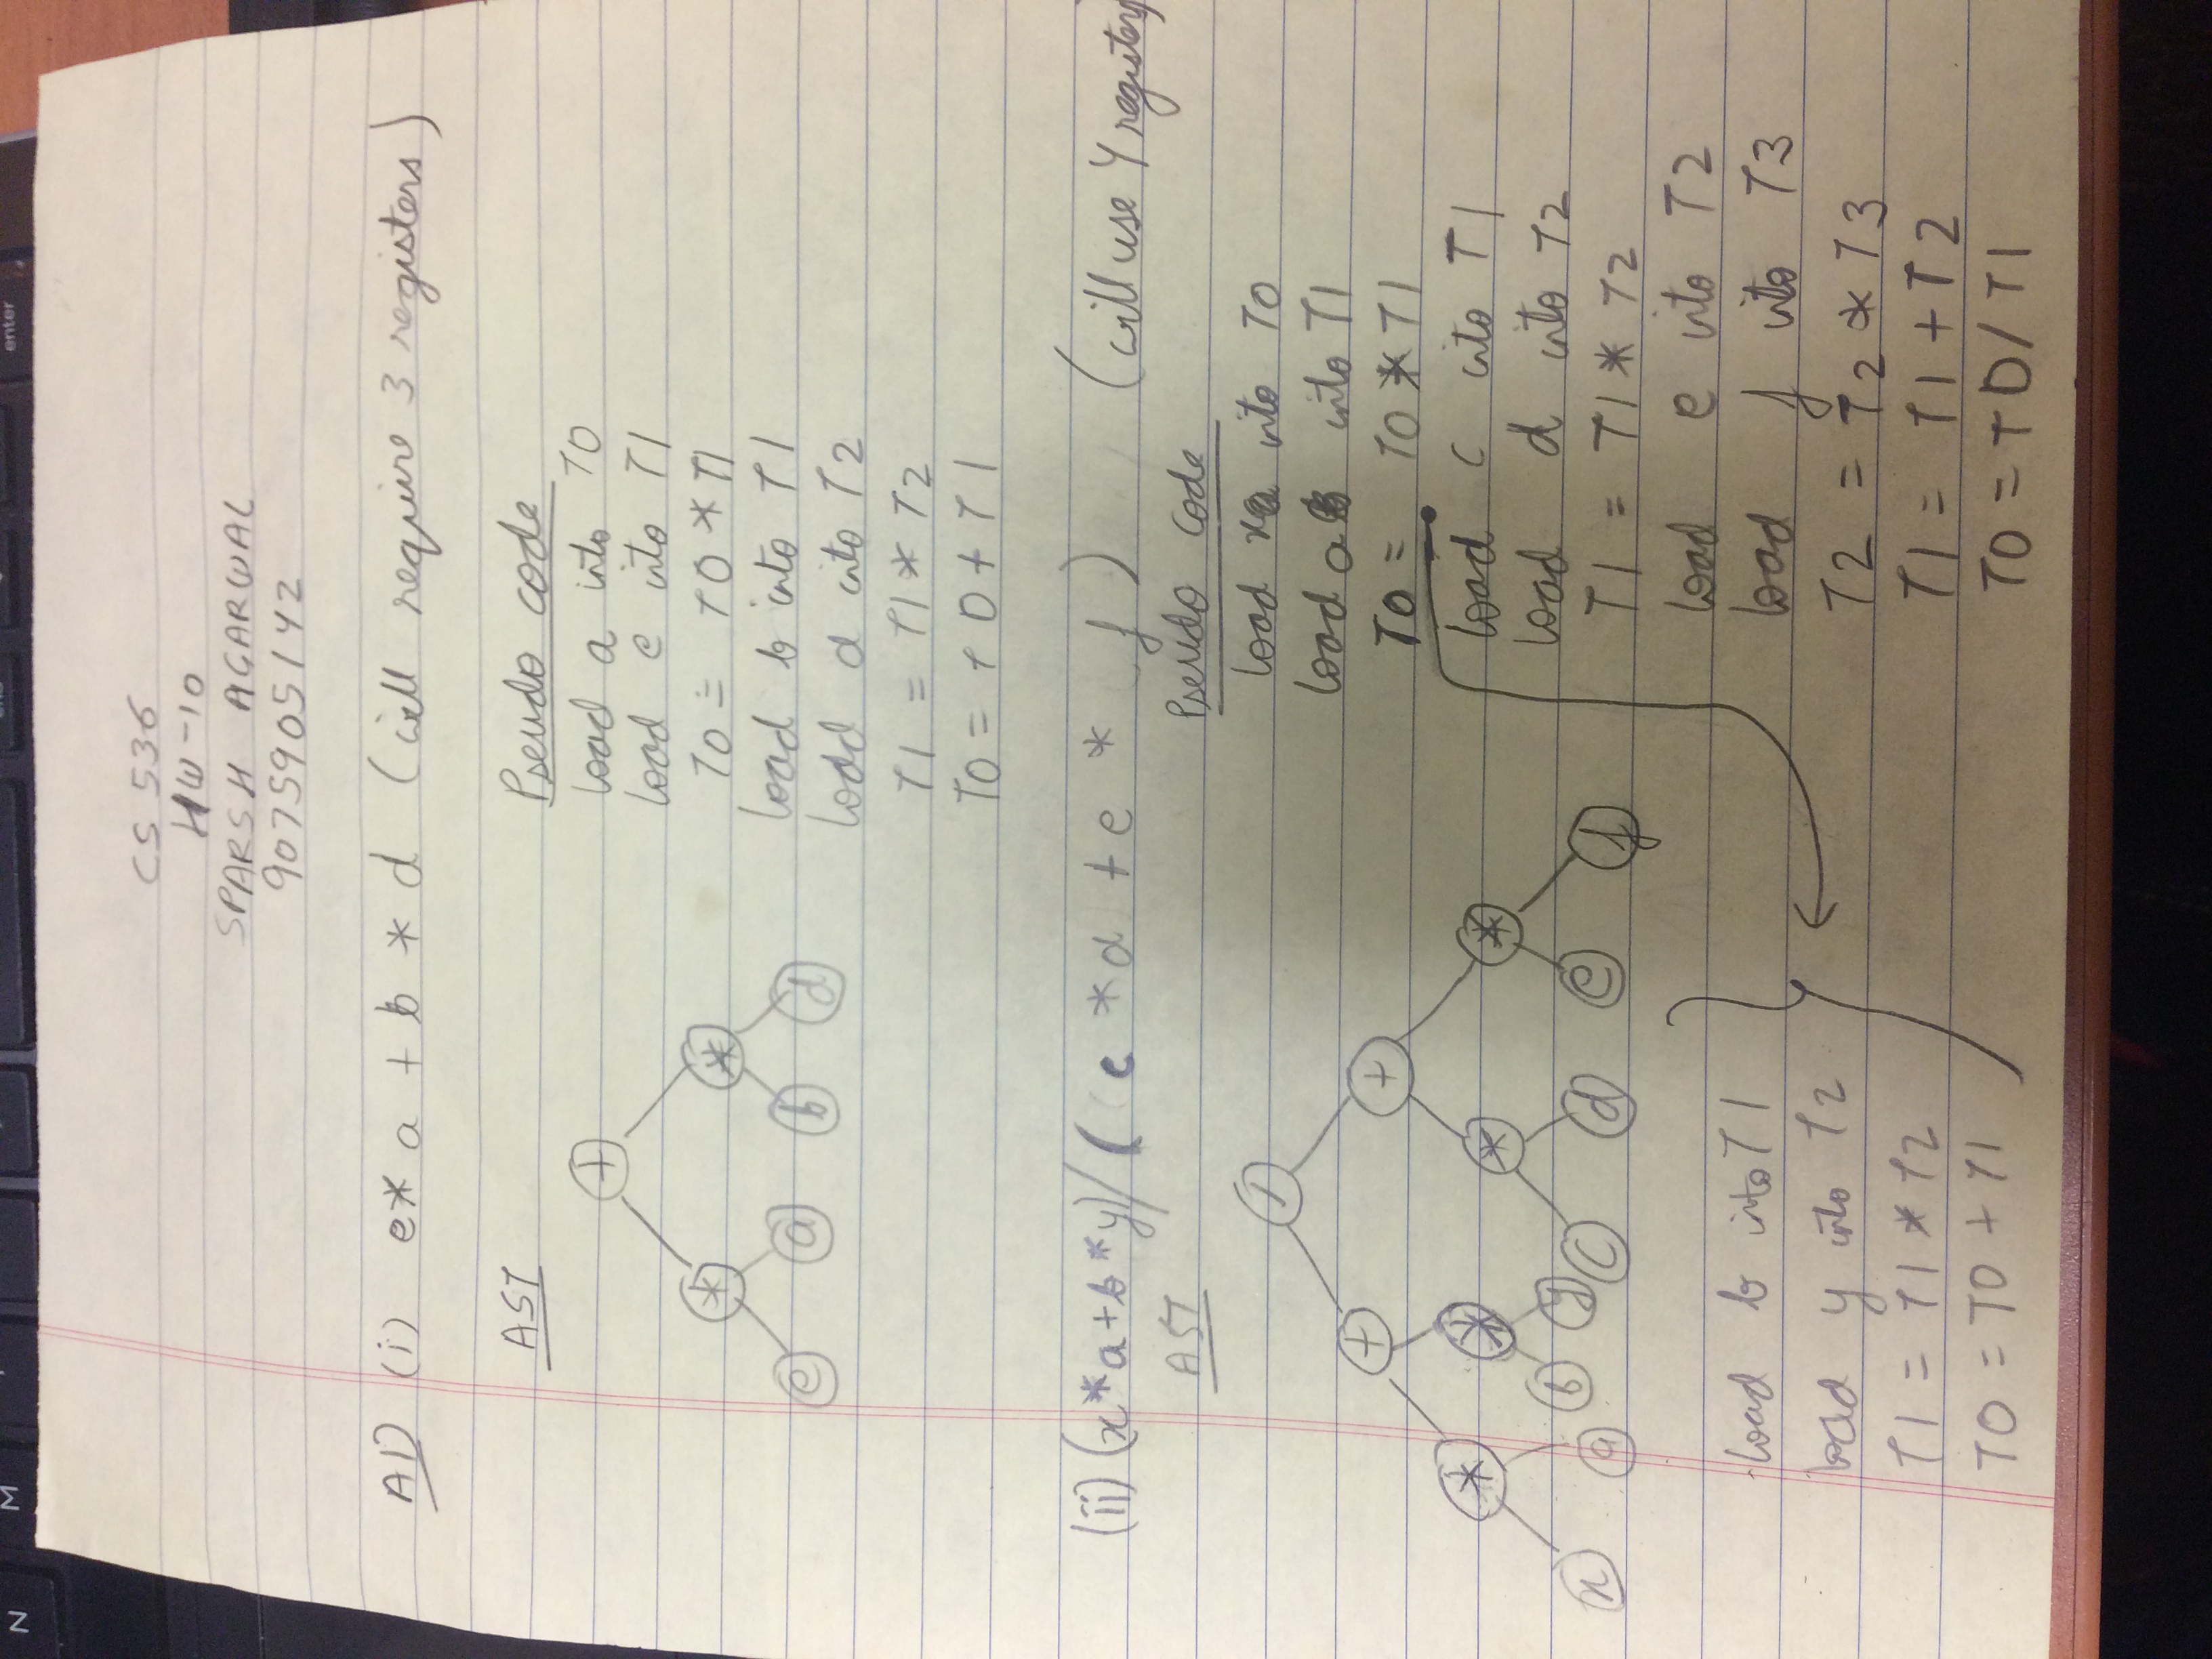 N
M
enter
CS 536
HW-10
SPARSH AGARWAL
9075905142
A1) (i) e * a + b * d (will require 3 registers)
AST
+
* *
e a b d
Pseudo code
load a into T0
load e into T1
T0 = T0 * T1
load b into T1
load d into T2
T1 = T1 * T2
T0 = T0 + T1
(ii) (x*a+b*y)/( c * d + e * f ) (will use 4 registers)
AST
/
+ +
* * * *
x a b y c d e f
Pseudo code
load x into T0
load a into T1
T0 = T0 * T1
load b into T1
load y into T2
T1 = T1 * T2
T0 = T0 + T1
load c into T1
load d into T2
T1 = T1 * T2
load e into T2
load f into T3
T2 = T2 * T3
T1 = T1 + T2
T0 = T0 / T1